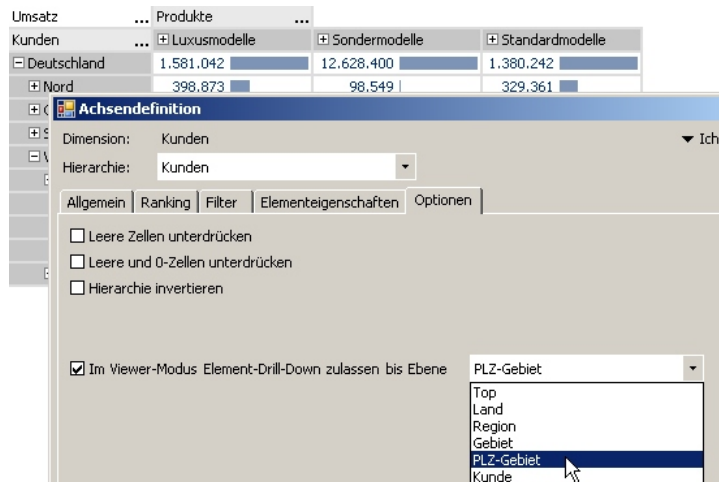 Umsatz ... Produkte ...
Kunden ... Luxusmodelle Sondermodelle Standardmodelle
Deutschland 1.581.042 12.628.400 1.380.242
Nord 398.873 98.549 329.361
Achsendefinition
Dimension: Kunden Ich
Hierarchie: Kunden
Allgemein Ranking Filter Elementeigenschaften Optionen
Leere Zellen unterdrücken
Leere und 0-Zellen unterdrücken
Hierarchie invertieren
Im Viewer-Modus Element-Drill-Down zulassen bis Ebene PLZ-Gebiet
Top
Land
Region
Gebiet
PLZ-Gebiet
Kunde